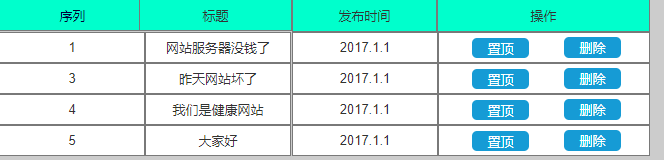 序列 标题 发布时间 操作
1 网站服务器没钱了 2017.1.1 置顶 删除
3 昨天网站坏了 2017.1.1 置顶 删除
4 我们是健康网站 2017.1.1 置顶 删除
5 大家好 2017.1.1 置顶 删除